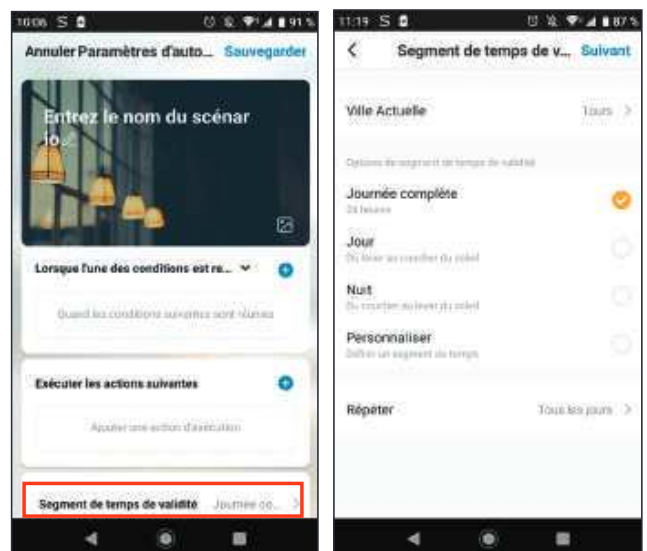 10:06 S 91 %
Annuler Paramètres d'auto... Sauvegarder
Entrez le nom du scénar
io
Lorsque l'une des conditions est re...
Quand les conditions suivantes sont réunies
Exécuter les actions suivantes
Ajouter une action d'exécution
Segment de temps de validité Journée co...
11:19 S 87 %
Segment de temps de v... Suivant
Ville Actuelle Tours
Options de segment de temps de validité
Journée complète
24 heures
Jour
Du lever au coucher du soleil
Nuit
Du coucher au lever du soleil
Personnaliser
Définir un segment de temps
Répéter Tous les jours